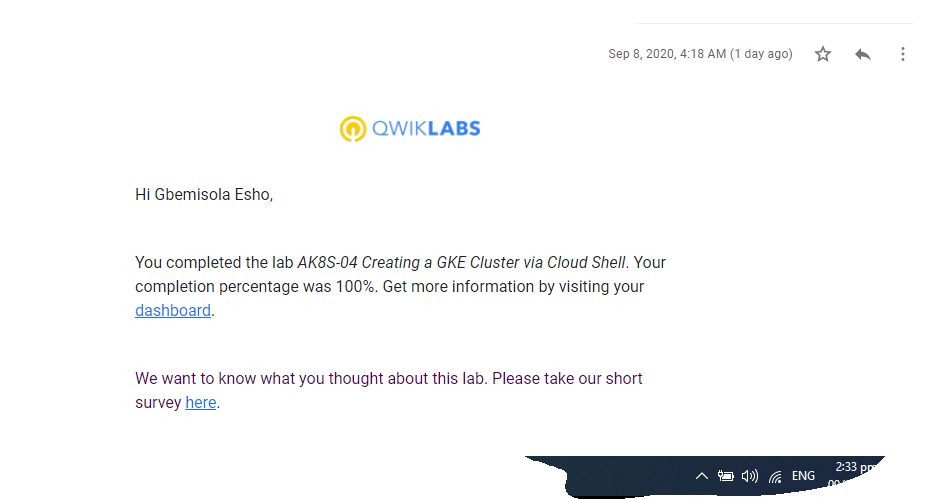 Sep 8, 2020, 4:18 AM (1 day ago)
QWIKLABS
Hi Gbemisola Esho,
You completed the lab AK8S-04 Creating a GKE Cluster via Cloud Shell. Your
completion percentage was 100%. Get more information by visiting your
dashboard.
We want to know what you thought about this lab. Please take our short
survey here.
ENG
2:33 pm